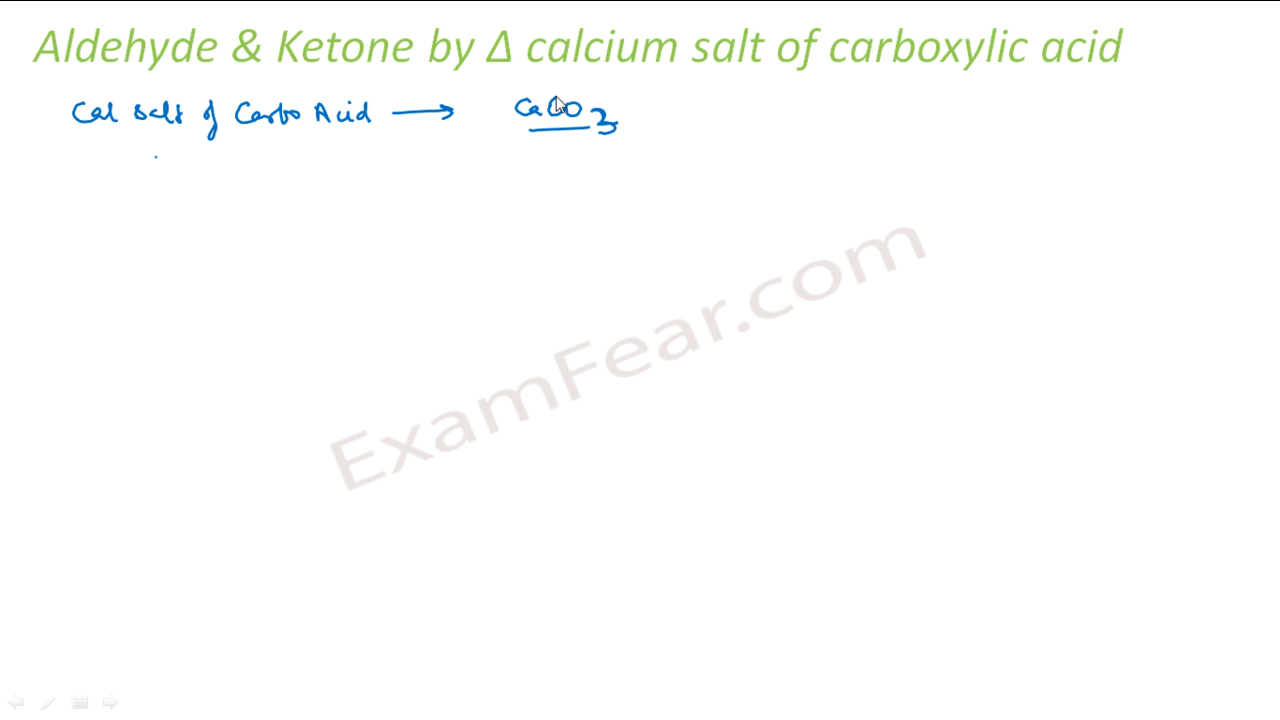 Aldehyde & Ketone by Δ calcium salt of carboxylic acid
Cal Salt of Carbo Acid → CaCO3
ExamFear.com